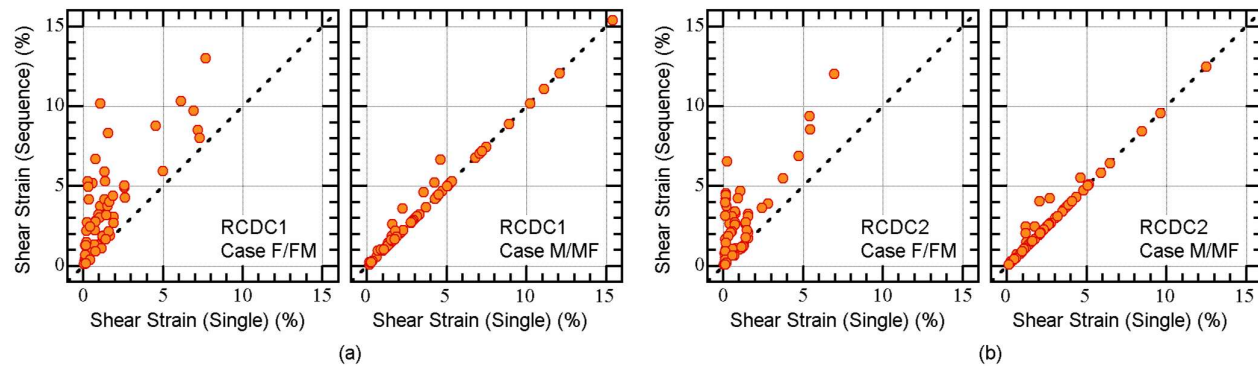 Shear Strain (Sequence) (%)
15
10
5
0
RCDC1
Case F/FM
0 5 10 15
Shear Strain (Single) (%)
RCDC1
Case M/MF
0 5 10 15
Shear Strain (Single) (%)
(a)
Shear Strain (Sequence) (%)
15
10
5
0
RCDC2
Case F/FM
0 5 10 15
Shear Strain (Single) (%)
RCDC2
Case M/MF
0 5 10 15
Shear Strain (Single) (%)
(b)